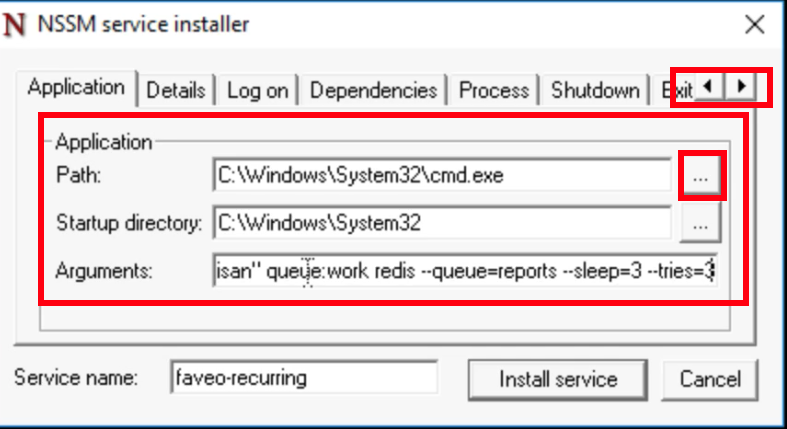 N NSSM service installer
Application Details Log on Dependencies Process Shutdown Exit
Application
Path: C:\Windows\System32\cmd.exe ...
Startup directory: C:\Windows\System32 ...
Arguments: isan" queue:work redis --queue=reports --sleep=3 --tries=3
Service name: faveo-recurring Install service Cancel